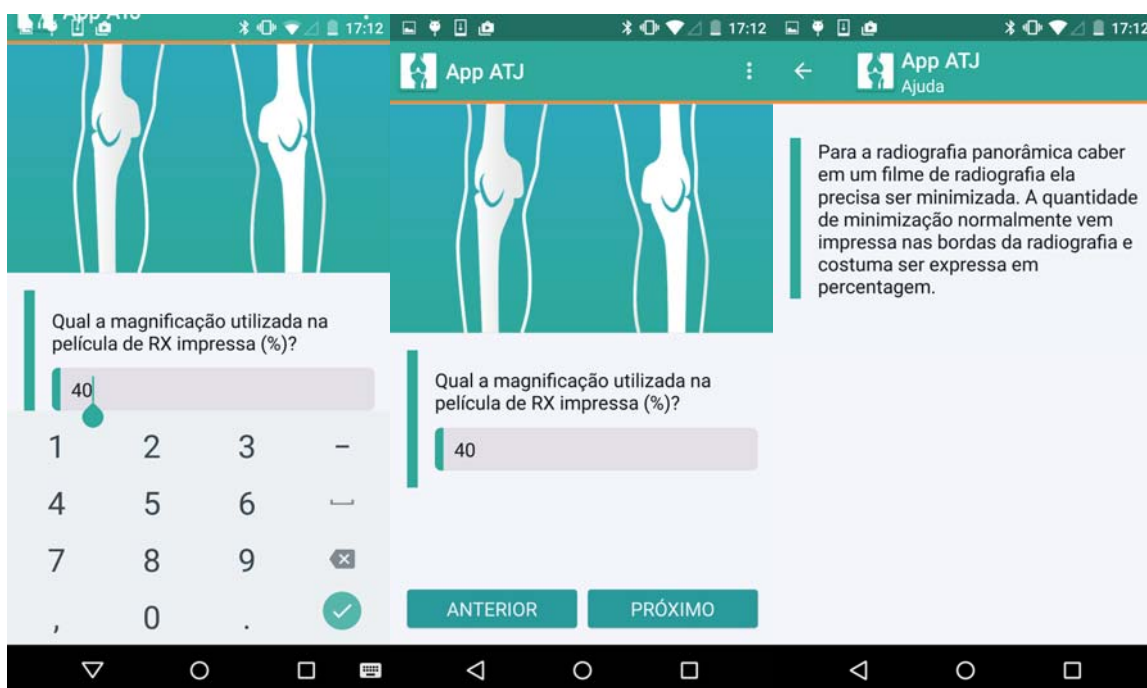 App ATJ
17:12
Qual a magnificação utilizada na
película de RX impressa (%)?
40
1 2 3 –
4 5 6
7 8 9
, 0 .
17:12
App ATJ
Qual a magnificação utilizada na
película de RX impressa (%)?
40
ANTERIOR PRÓXIMO
17:12
App ATJ
Ajuda
Para a radiografia panorâmica caber
em um filme de radiografia ela
precisa ser minimizada. A quantidade
de minimização normalmente vem
impressa nas bordas da radiografia e
costuma ser expressa em
percentagem.